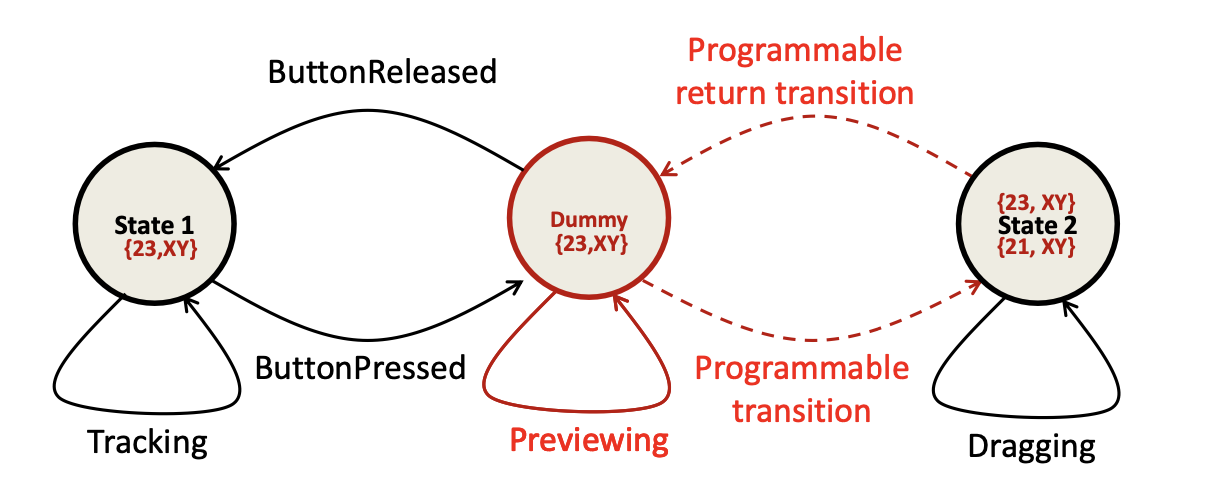 Programmable
return transition
ButtonReleased
State 1
{23,XY}
Dummy
{23,XY}
{23, XY}
State 2
{21, XY}
ButtonPressed
Programmable
transition
Tracking
Previewing
Dragging